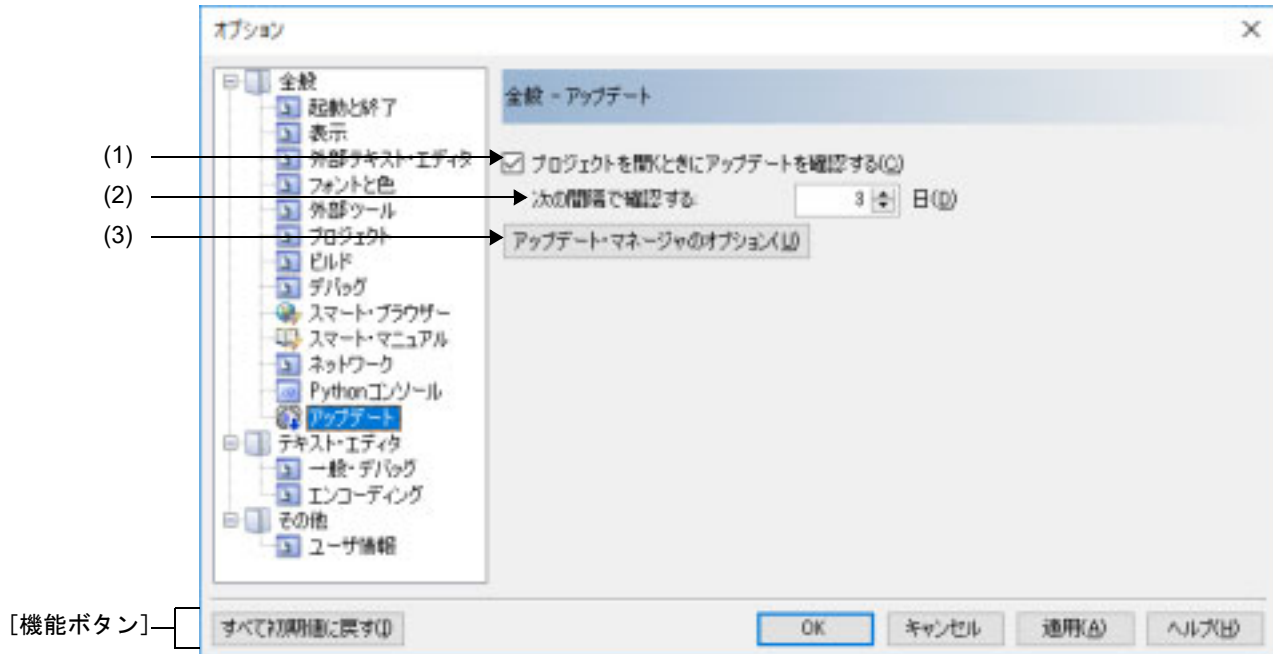 オプション
全般
起動と終了
表示
外部テキスト・エディタ
フォントと色
外部ツール
プロジェクト
ビルド
デバッグ
スマート・ブラウザー
スマート・マニュアル
ネットワーク
Pythonコンソール
アップデート
テキスト・エディタ
一般・デバッグ
エンコーディング
その他
ユーザ情報
全般 - アップデート
(1)
プロジェクトを開くときにアップデートを確認する(C)
(2)
次の間隔で確認する:
3
日(D)
(3)
アップデート・マネージャのオプション(U)
[機能ボタン]
すべて初期値に戻す(I)
OK
キャンセル
適用(A)
ヘルプ(H)